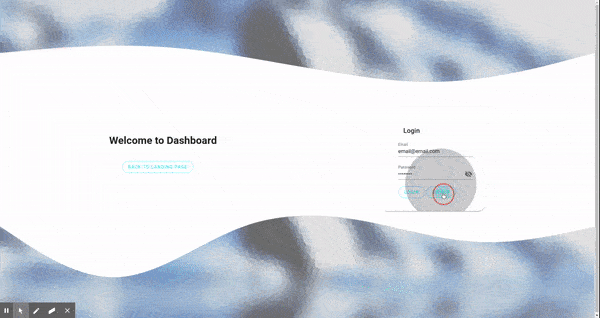 Welcome to Dashboard
BACK TO LANDING PAGE
Login
Email
email@email.com
Password